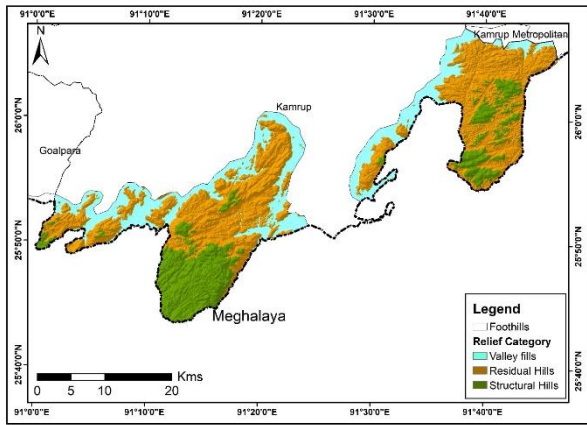 91°0'0"E 91°10'0"E 91°20'0"E 91°30'0"E 91°40'0"E
N
Kamrup Metropolitan
26°0'0"N
Kamrup
26°0'0"N
Goalpara
25°50'0"N
25°50'0"N
Meghalaya
Legend
Foothills
Relief Category
Valley fills
Residual Hills
Structural Hills
25°40'0"N
25°40'0"N
Kms
0 5 10 20
91°0'0"E 91°10'0"E 91°20'0"E 91°30'0"E 91°40'0"E